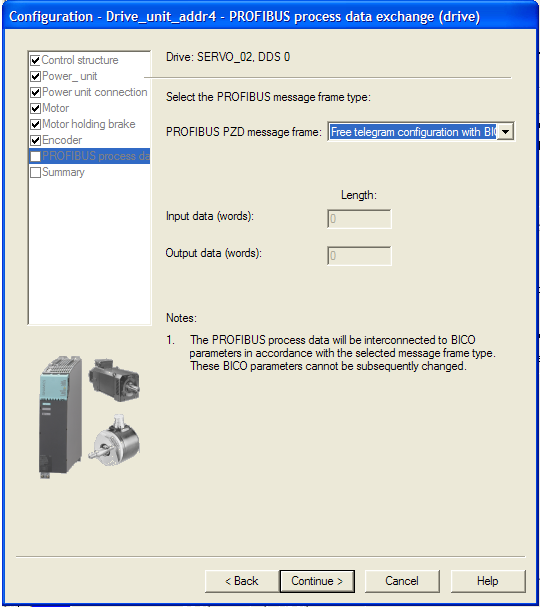 Configuration - Drive_unit_addr4 - PROFIBUS process data exchange (drive)
Control structure
Power_ unit
Power unit connection
Motor
Motor holding brake
Encoder
PROFIBUS process da
Summary
Drive: SERVO_02, DDS 0
Select the PROFIBUS message frame type:
PROFIBUS PZD message frame: Free telegram configuration with BIC
Length:
Input data (words): 0
Output data (words): 0
Notes:
1. The PROFIBUS process data will be interconnected to BICO
parameters in accordance with the selected message frame type.
These BICO parameters cannot be subsequently changed.
< Back Continue > Cancel Help